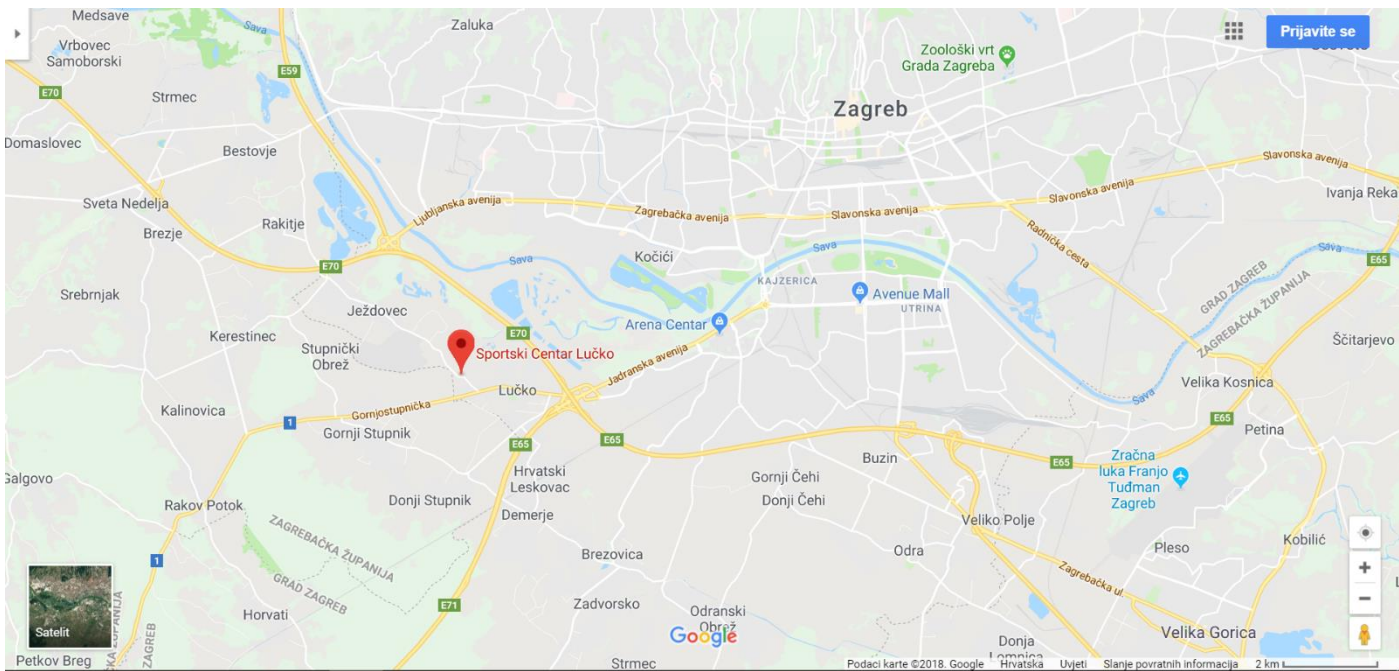 Medsave
Vrbovec
Samoborski
Sava
Zaluka
Zoološki vrt
Grada Zagreba
Prijavite se
E59
E70
Strmec
Zagreb
Domaslovec
Bestovje
Slavonska avenija
Slavonska avenija
Ivanja Reka
Sveta Nedelja
Ljubljanska avenija
Zagrebačka avenija
Slavonska avenija
Rakitje
Brezje
Radnička cesta
Sava
Sava
Sava
E65
Kočići
E70
KAJZERICA
GRAD ZAGREB
ZAGREBAČKA ŽUPANIJA
Srebrnjak
Avenue Mall
UTRINA
Ježdovec
Arena Centar
E70
Kerestinec
Stupnički
Obrež
Sportski Centar Lučko
Jadranska avenija
Ščitarjevo
Lučko
Velika Kosnica
Sava
Kalinovica
Gornjostupnička
1
Gornji Stupnik
E65
E65
E65
Petina
Buzin
E65
Zračna
luka Franjo
Tuđman
Zagreb
Hrvatski
Leskovac
Gornji Čehi
Galgovo
Donji Stupnik
Donji Čehi
Rakov Potok
Demerje
Veliko Polje
ZAGREBAČKA ŽUPANIJA
GRAD ZAGREB
Brezovica
Odra
Pleso
Kobilić
1
Zagrebačka ul.
Satelit
Horvati
E71
Zadvorsko
Odranski
Obrež
Google
Velika Gorica
Donja
Lomnica
Petkov Breg
Strmec
Podaci karte ©2018. Google Hrvatska Uvjeti Slanje povratnih informacija 2 km